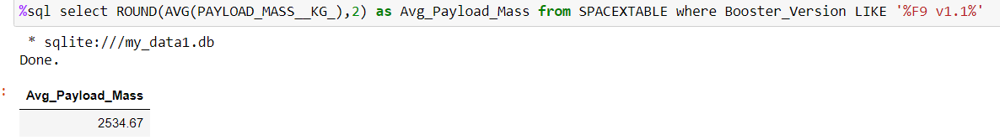 %sql select ROUND(AVG(PAYLOAD_MASS__KG_),2) as Avg_Payload_Mass from SPACEXTABLE where Booster_Version LIKE '%F9 v1.1%'
* sqlite:///my_data1.db
Done.
:
Avg_Payload_Mass
2534.67